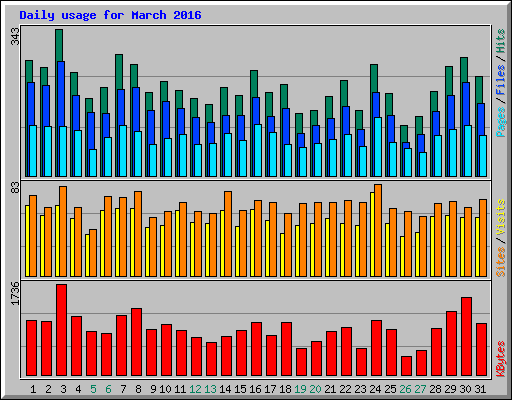 Daily usage for March 2016
343
Pages / Files / Hits
83
Sites / Visits
1736
KBytes
1 2 3 4 5 6 7 8 9 10 11 12 13 14 15 16 17 18 19 20 21 22 23 24 25 26 27 28 29 30 31